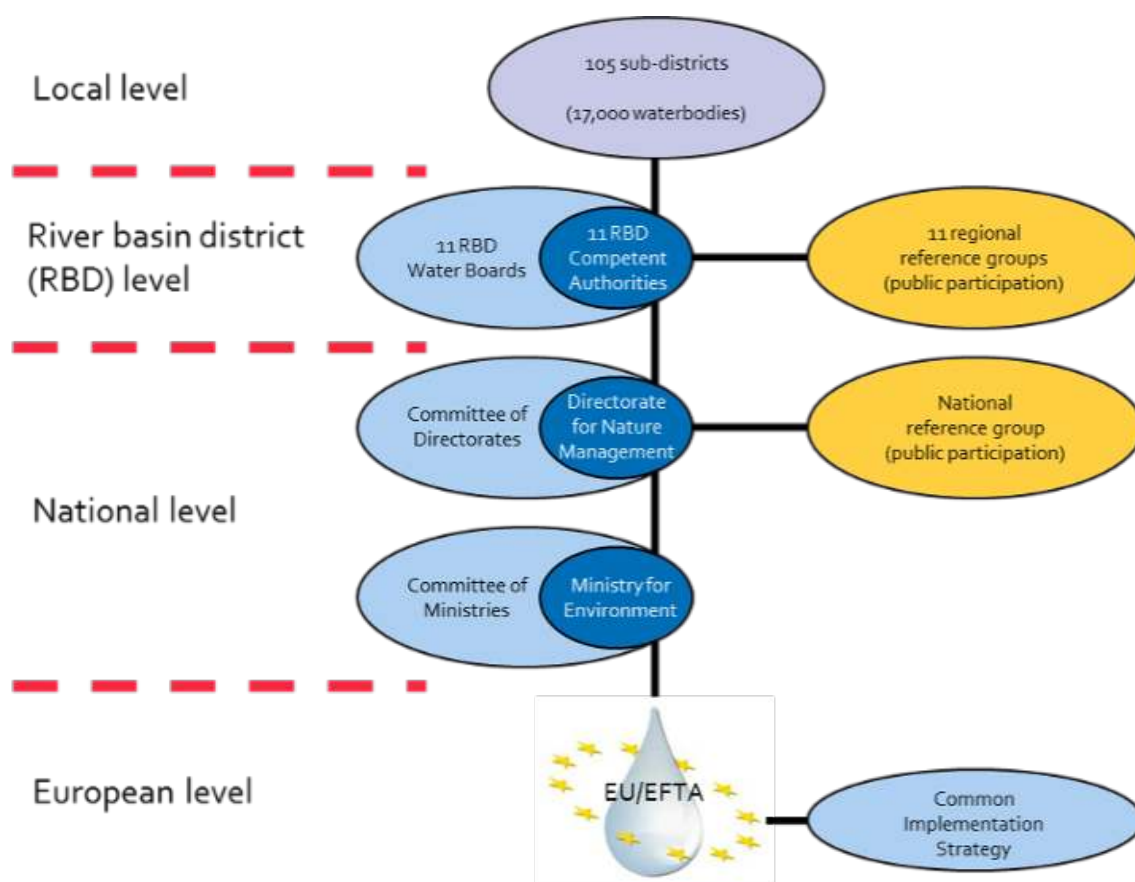 Local level
105 sub-districts
(17,000 waterbodies)
River basin district
(RBD) level
11 RBD
Water Boards
11 RBD
Competent
Authorities
11 regional
reference groups
(public participation)
National level
Committee of
Directorates
Directorate
for Nature
Management
National
reference group
(public participation)
Committee of
Ministries
Ministry for
Environment
European level
EU/EFTA
Common
Implementation
Strategy